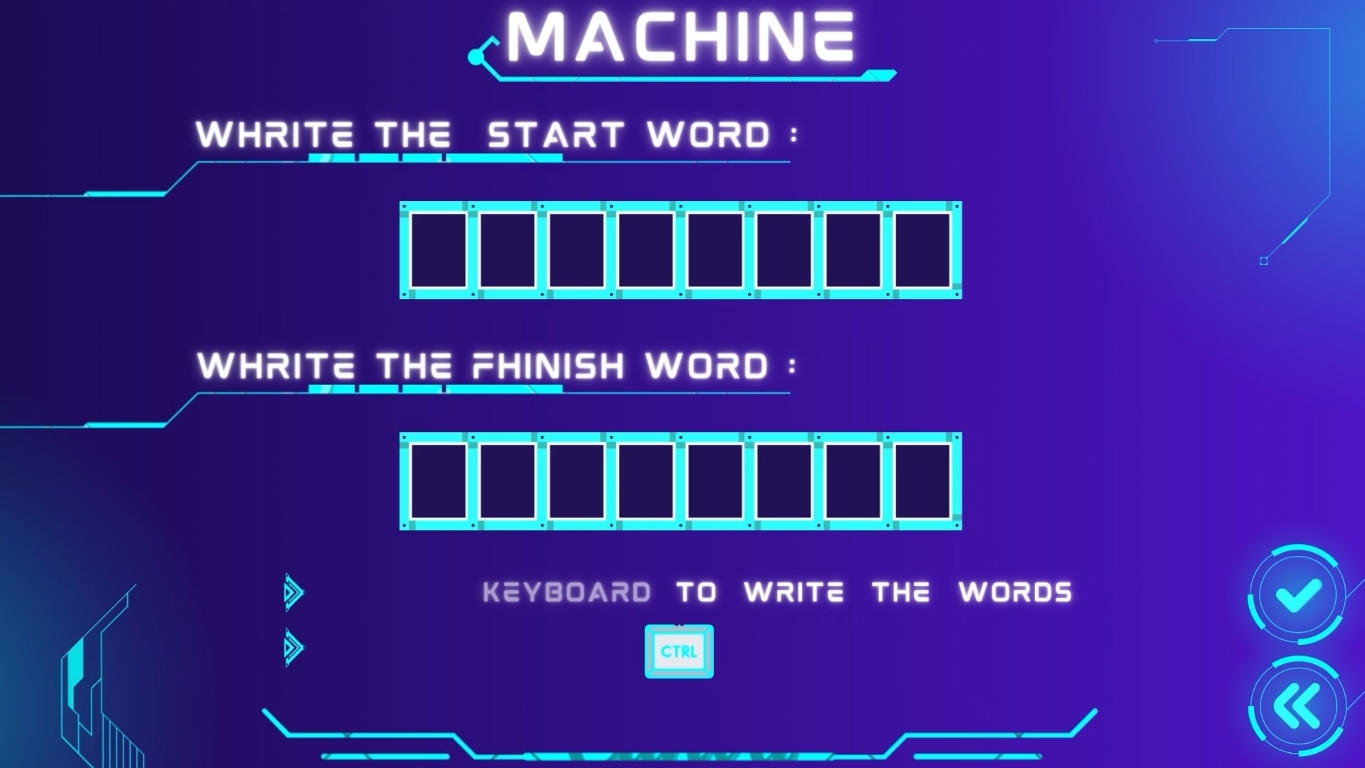 MACHINE
WHRITE THE START WORD :
WHRITE THE FHINISH WORD :
KEYBOARD TO WRITE THE WORDS
CTRL